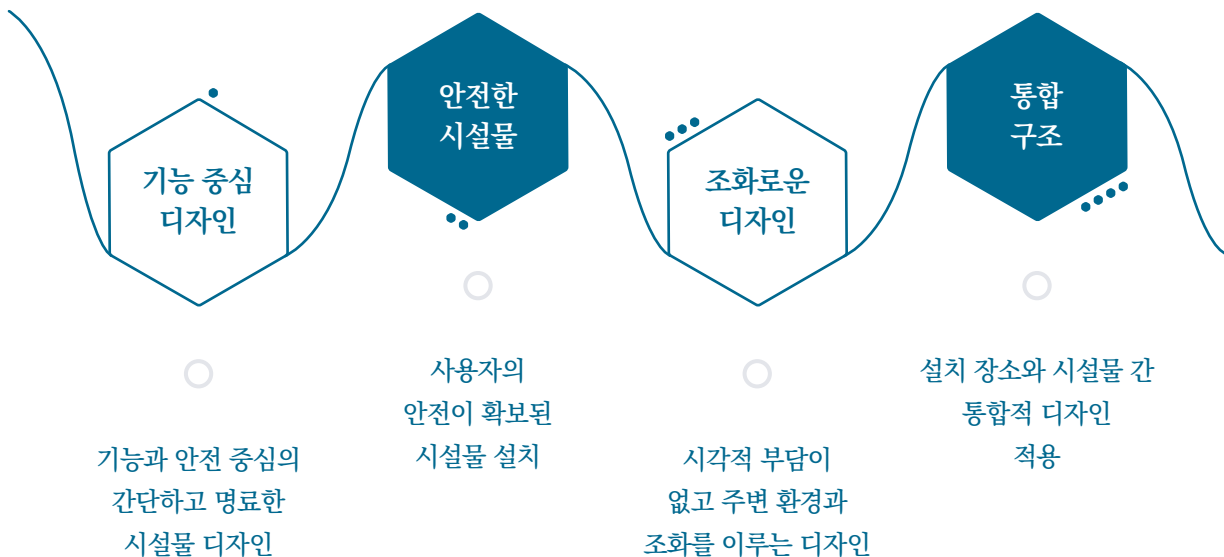 기능 중심
디자인
기능과 안전 중심의
간단하고 명료한
시설물 디자인
안전한
시설물
사용자의
안전이 확보된
시설물 설치
조화로운
디자인
시각적 부담이
없고 주변 환경과
조화를 이루는 디자인
통합
구조
설치 장소와 시설물 간
통합적 디자인
적용